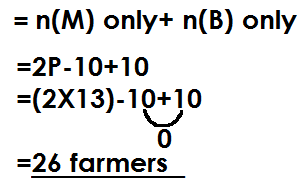 = n(M) only+ n(B) only
=2P-10+10
=(2X13)-10+10
0
=26 farmers